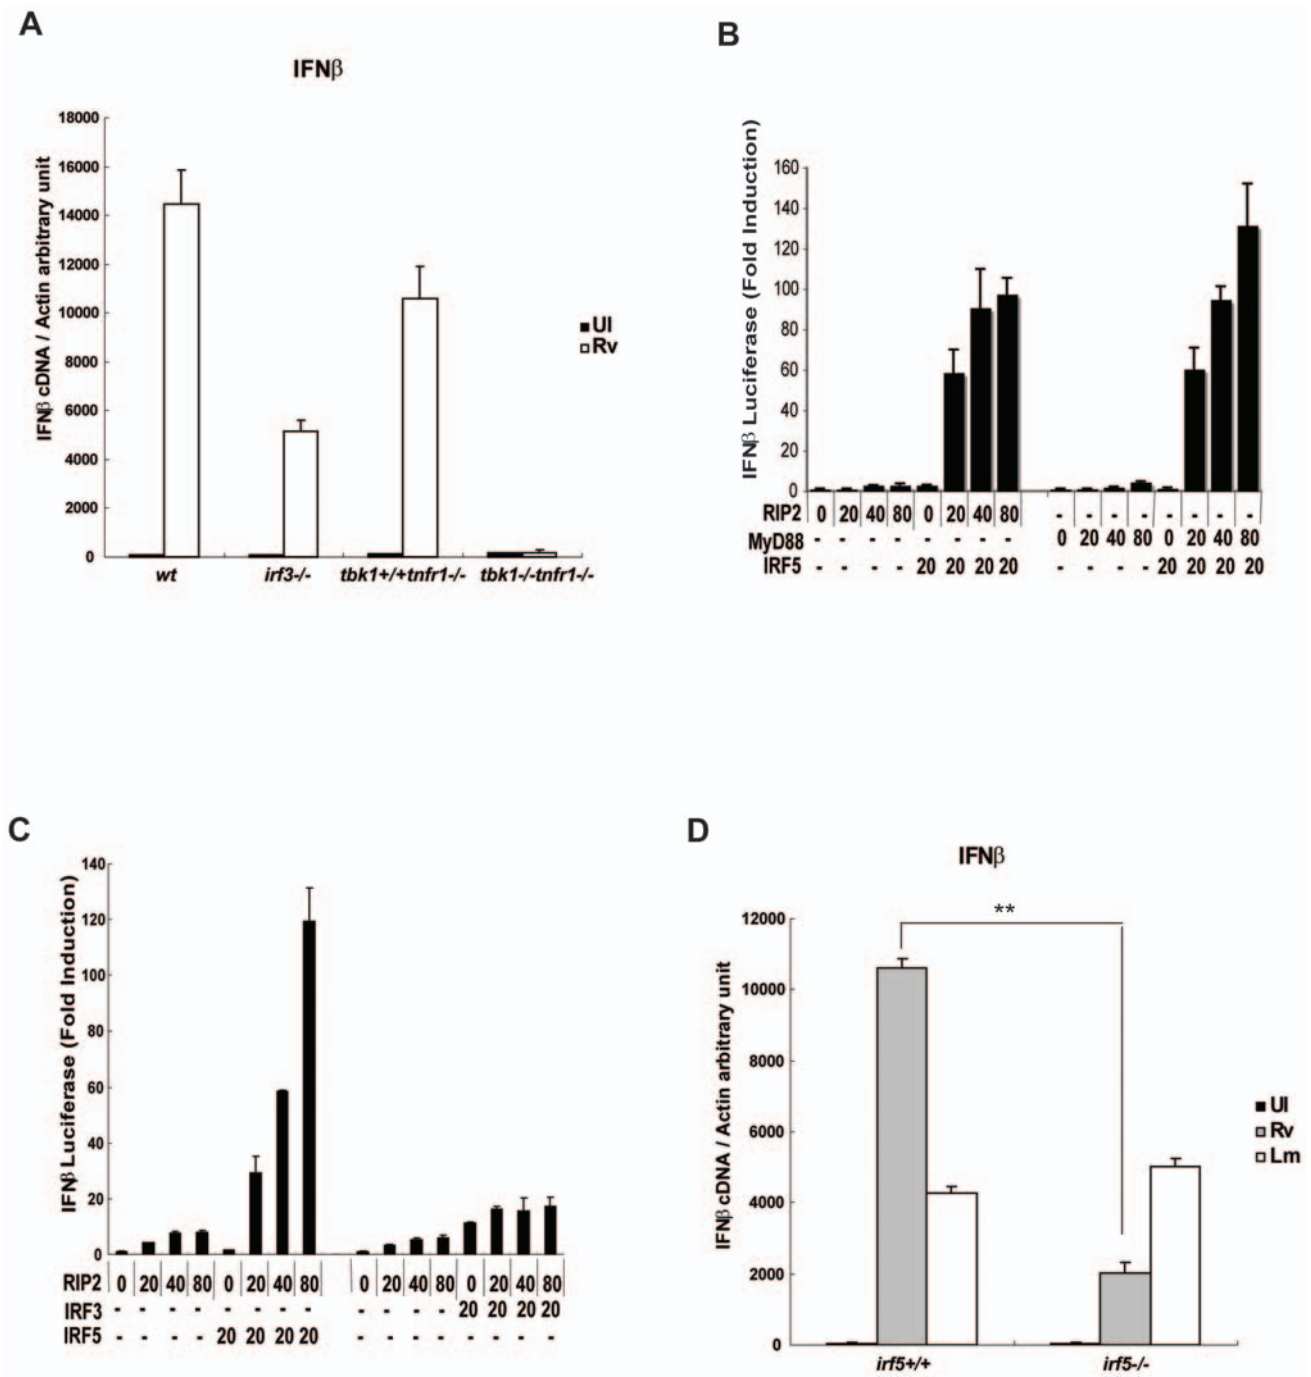 A
IFNβ
IFNβ cDNA / Actin arbitrary unit
18000
16000
14000
12000
10000
8000
6000
4000
2000
0
wt irf3-/- tbk1+/+tnfr1-/- tbk1-/-tnfr1-/-
UI
Rv
B
IFNβ Luciferase (Fold Induction)
160
140
120
100
80
60
40
20
0
RIP2 0 20 40 80 0 20 40 80 - - - - - - - -
MyD88 - - - - - - - - 0 20 40 80 0 20 40 80
IRF5 - - - - 20 20 20 20 - - - - 20 20 20 20
C
IFNβ Luciferase (Fold Induction)
140
120
100
80
60
40
20
0
RIP2 0 20 40 80 0 20 40 80 0 20 40 80 0 20 40 80
IRF3 - - - - - - - - - - - - 20 20 20 20
IRF5 - - - - 20 20 20 20 - - - - - - - -
D
IFNβ
**
IFNβ cDNA / Actin arbitrary unit
12000
10000
8000
6000
4000
2000
0
irf5+/+ irf5-/-
UI
Rv
Lm